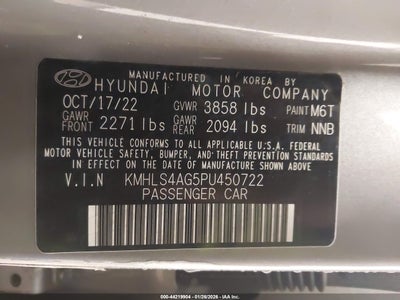 MANUFACTURED IN KOREA BY
HYUNDAI MOTOR COMPANY
OCT/17/22 GVWR 3858 lbs PAINT M6T
GAWR FRONT 2271 lbs GAWR REAR 2094 lbs TRIM NNB
THIS VEHICLE CONFORMS TO ALL APPLICABLE
U.S.A. FEDERAL
MOTOR VEHICLE SAFETY, BUMPER, AND THEFT
PREVENTION STANDARDS IN EFFECT ON THE DATE OF
MANUFACTURE SHOWN ABOVE.
V.I.N KMHLS4AG5PU450722
PASSENGER CAR
000-44219904 - 01/26/2026 - IAA Inc.